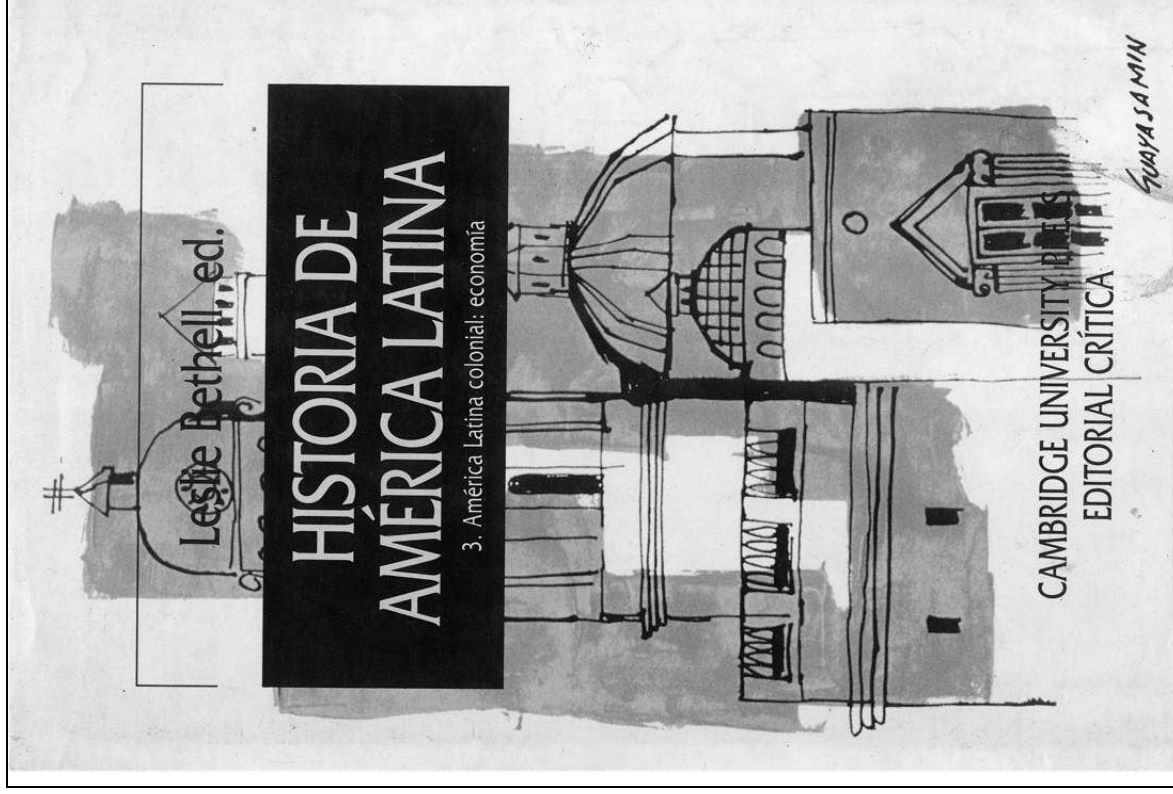 Leslie Bethell, ed.
HISTORIA DE
AMÉRICA LATINA
3. América Latina colonial: economía
CAMBRIDGE UNIVERSITY PRESS
EDITORIAL CRÍTICA
GUAYASAMIN